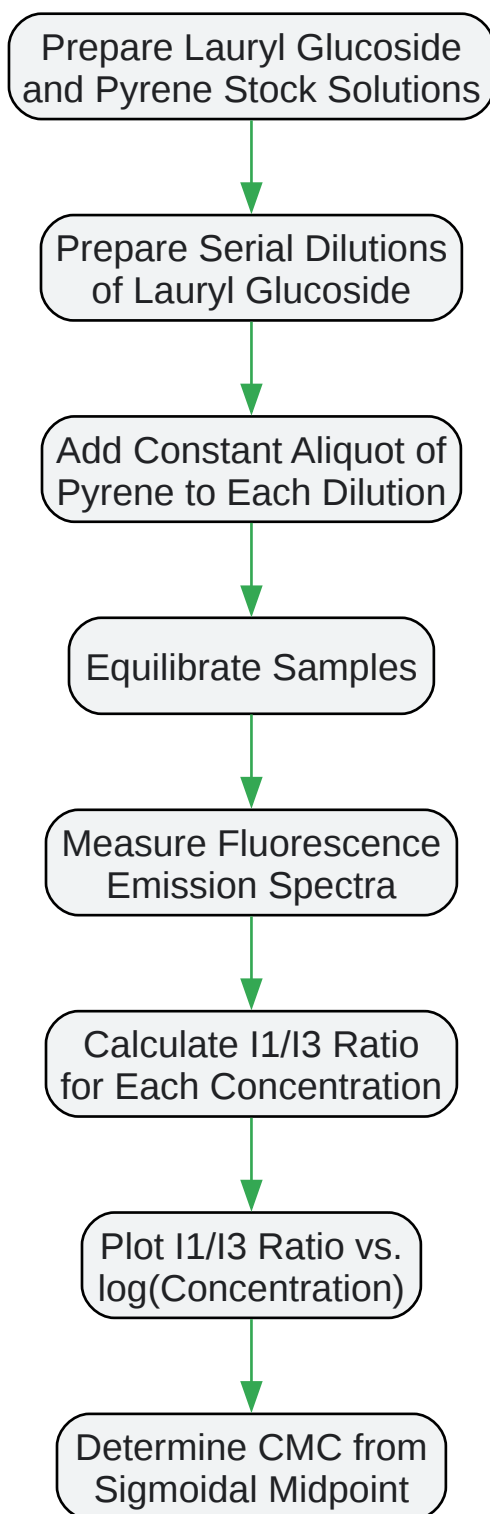 Prepare Lauryl Glucoside
and Pyrene Stock Solutions
Prepare Serial Dilutions
of Lauryl Glucoside
Add Constant Aliquot of
Pyrene to Each Dilution
Equilibrate Samples
Measure Fluorescence
Emission Spectra
Calculate I1/I3 Ratio
for Each Concentration
Plot I1/I3 Ratio vs.
log(Concentration)
Determine CMC from
Sigmoidal Midpoint